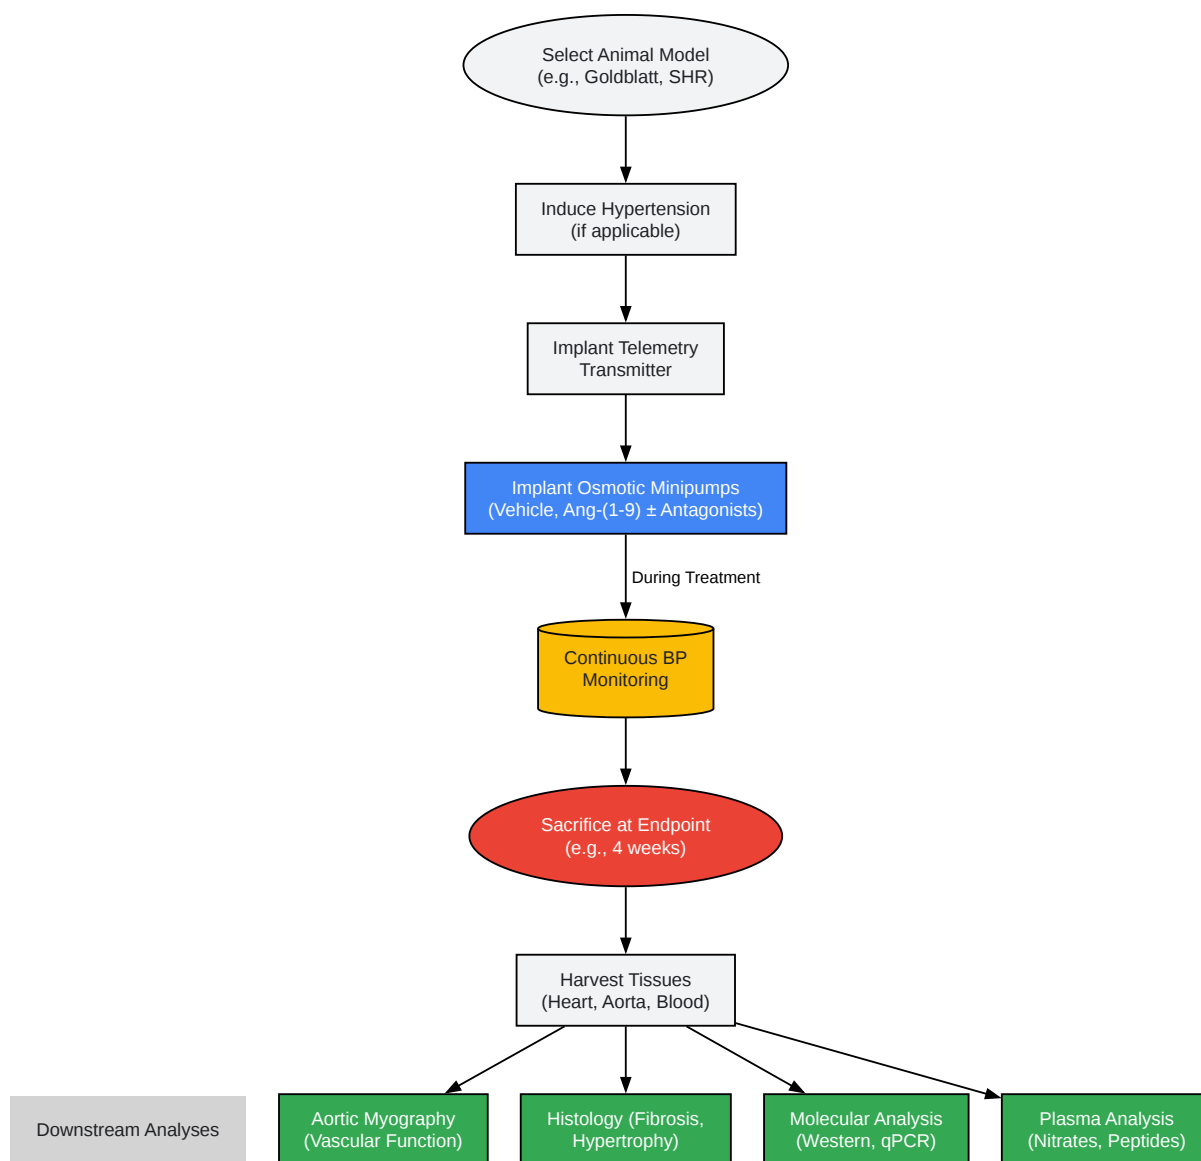 Select Animal Model
(e.g., Goldblatt, SHR)
Induce Hypertension
(if applicable)
Implant Telemetry
Transmitter
Implant Osmotic Minipumps
(Vehicle, Ang-(1-9) ± Antagonists)
During Treatment
Continuous BP
Monitoring
Sacrifice at Endpoint
(e.g., 4 weeks)
Harvest Tissues
(Heart, Aorta, Blood)
Downstream Analyses
Aortic Myography
(Vascular Function)
Histology (Fibrosis,
Hypertrophy)
Molecular Analysis
(Western, qPCR)
Plasma Analysis
(Nitrates, Peptides)